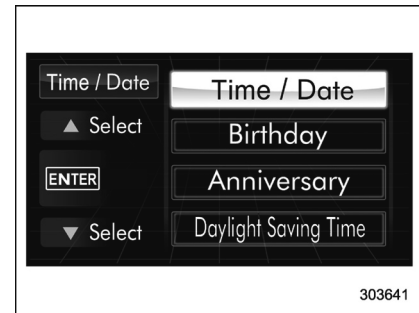 Time / Date
▲ Select
ENTER
▼ Select
Time / Date
Birthday
Anniversary
Daylight Saving Time
303641